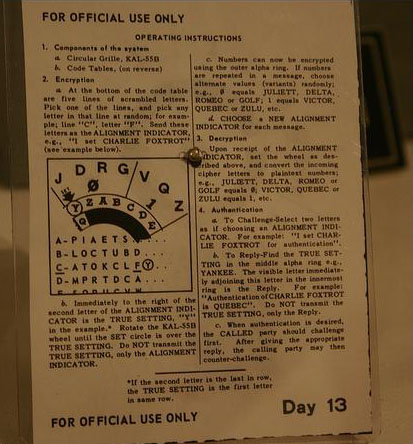 FOR OFFICIAL USE ONLY
OPERATING INSTRUCTIONS
1. Components of the system
a. Circular Grille, KAL-55B
b. Code Tables, (on reverse)
2. Encryption
a. At the bottom of the code table
are five lines of scrambled letters.
Pick one of the lines, and pick any
letter in that line at random; for exam-
ple; line "C", letter "F". Send these
letters as the ALIGNMENT INDICATOR,
e.g., "I set CHARLIE FOXTROT"
(see example below).
J D R G V Q Z
Ø 1
Y Z A B C D E
A-PIAETS
B-LOCTUBD
C-ATOKCLFY
D-MPRTDCA
b. Immediately to the right of the
second letter of the ALIGNMENT INDI-
CATOR is the TRUE SETTING, "Y"
in the example.* Rotate the KAL-55B
wheel until the SET circle is over the
TRUE SETTING. Do NOT transmit the
TRUE SETTING, only the ALIGNMENT
INDICATOR.
c. Numbers can now be encrypted
using the outer alpha ring. If numbers
are repeated in a message, choose
alternate values (variants) randomly;
e.g., Ø equals JULIETT, DELTA,
ROMEO or GOLF; 1 equals VICTOR,
QUEBEC or ZULU, etc.
d. CHOOSE A NEW ALIGNMENT
INDICATOR for each message.
3. Decryption
Upon receipt of the ALIGNMENT
INDICATOR, set the wheel as des-
cribed above, and convert the incoming
cipher letters to plaintext numbers;
e.g., JULIETT, DELTA, ROMEO or
GOLF equals Ø; VICTOR, QUEBEC or
ZULU equals 1, etc.
4. Authentication
a. To Challenge-Select two letters
as if choosing an ALIGNMENT INDI-
CATOR. For example: "I set CHAR-
LIE FOXTROT for authentication".
b. To Reply-Find the TRUE SET-
TING in the middle alpha ring e.g.,
YANKEE. The visible letter immediate-
ly adjoining this letter in the innermost
ring is the Reply. For example:
"Authentication of CHARLIE FOXTROT
is QUEBEC". Do NOT transmit the
TRUE SETTING, only the Reply.
c. When authentication is desired,
the CALLED party should challenge
first. After giving the appropriate
reply, the calling party may then
counter-challenge.
*If the second letter is the last in row,
the TRUE SETTING is the first letter
in same row.
FOR OFFICIAL USE ONLY
Day 13